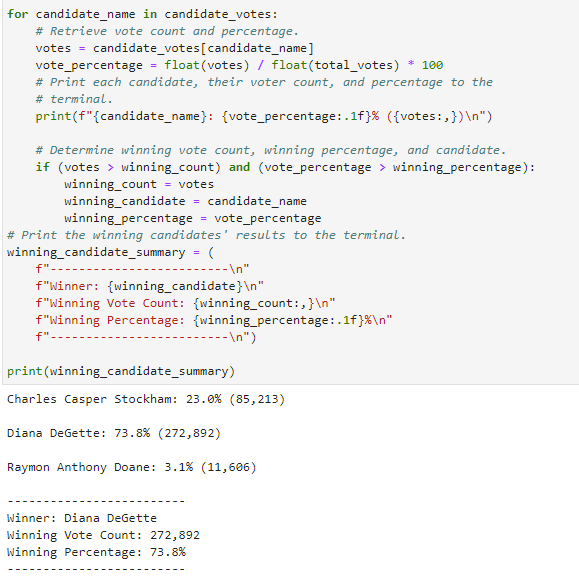 for candidate_name in candidate_votes:
    # Retrieve vote count and percentage.
    votes = candidate_votes[candidate_name]
    vote_percentage = float(votes) / float(total_votes) * 100
    # Print each candidate, their voter count, and percentage to the
    # terminal.
    print(f"{candidate_name}: {vote_percentage:.1f}% ({votes:,})\n")

    # Determine winning vote count, winning percentage, and candidate.
    if (votes > winning_count) and (vote_percentage > winning_percentage):
        winning_count = votes
        winning_candidate = candidate_name
        winning_percentage = vote_percentage
# Print the winning candidates' results to the terminal.
winning_candidate_summary = (
    f"-------------------------\n"
    f"Winner: {winning_candidate}\n"
    f"Winning Vote Count: {winning_count:,}\n"
    f"Winning Percentage: {winning_percentage:.1f}%\n"
    f"-------------------------\n")

print(winning_candidate_summary)
Charles Casper Stockham: 23.0% (85,213)

Diana DeGette: 73.8% (272,892)

Raymon Anthony Doane: 3.1% (11,606)

-------------------------
Winner: Diana DeGette
Winning Vote Count: 272,892
Winning Percentage: 73.8%
-------------------------